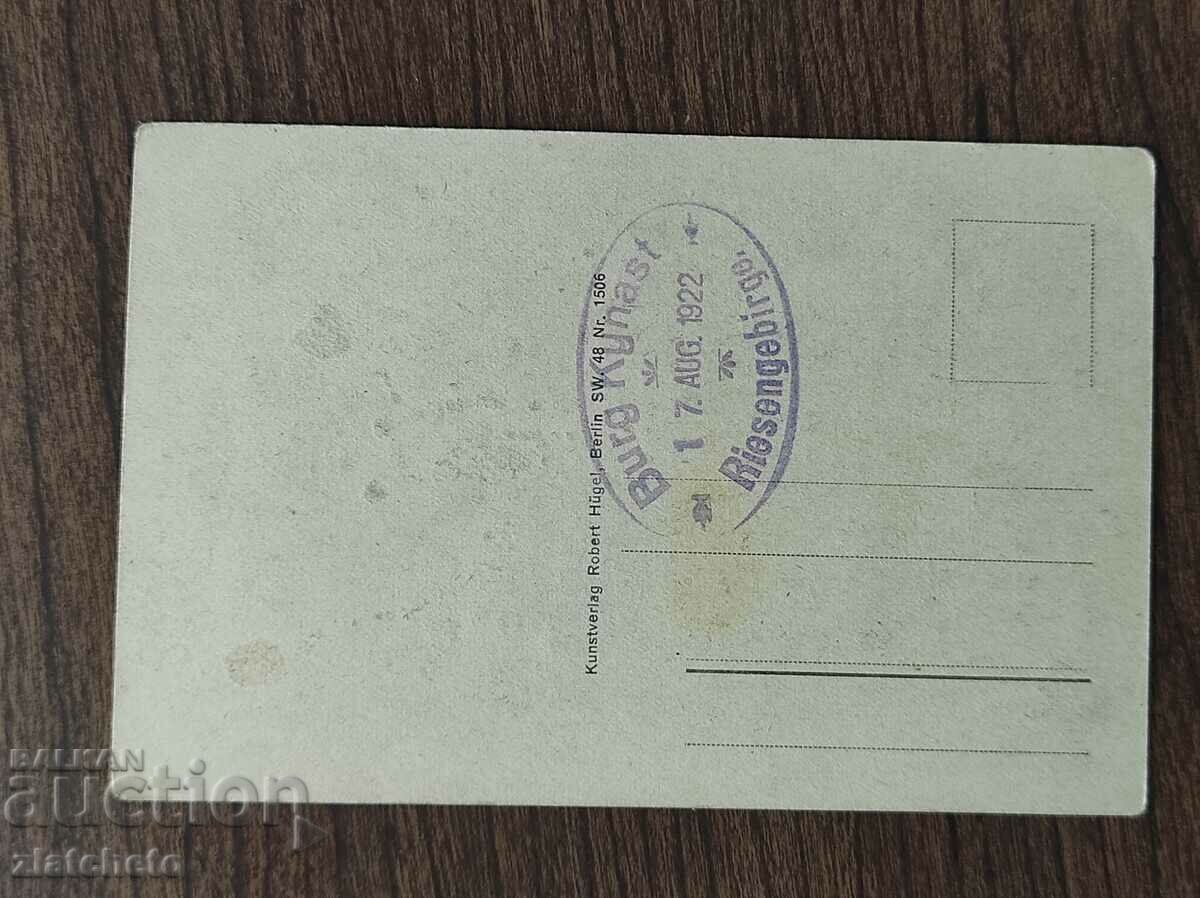 Kunstverlag Robert Hügel, Berlin SW. 48 Nr. 1506
Burg Kynast
17. AUG. 1922
Riesengebirge.
BALKAN
auction
zlatcheto